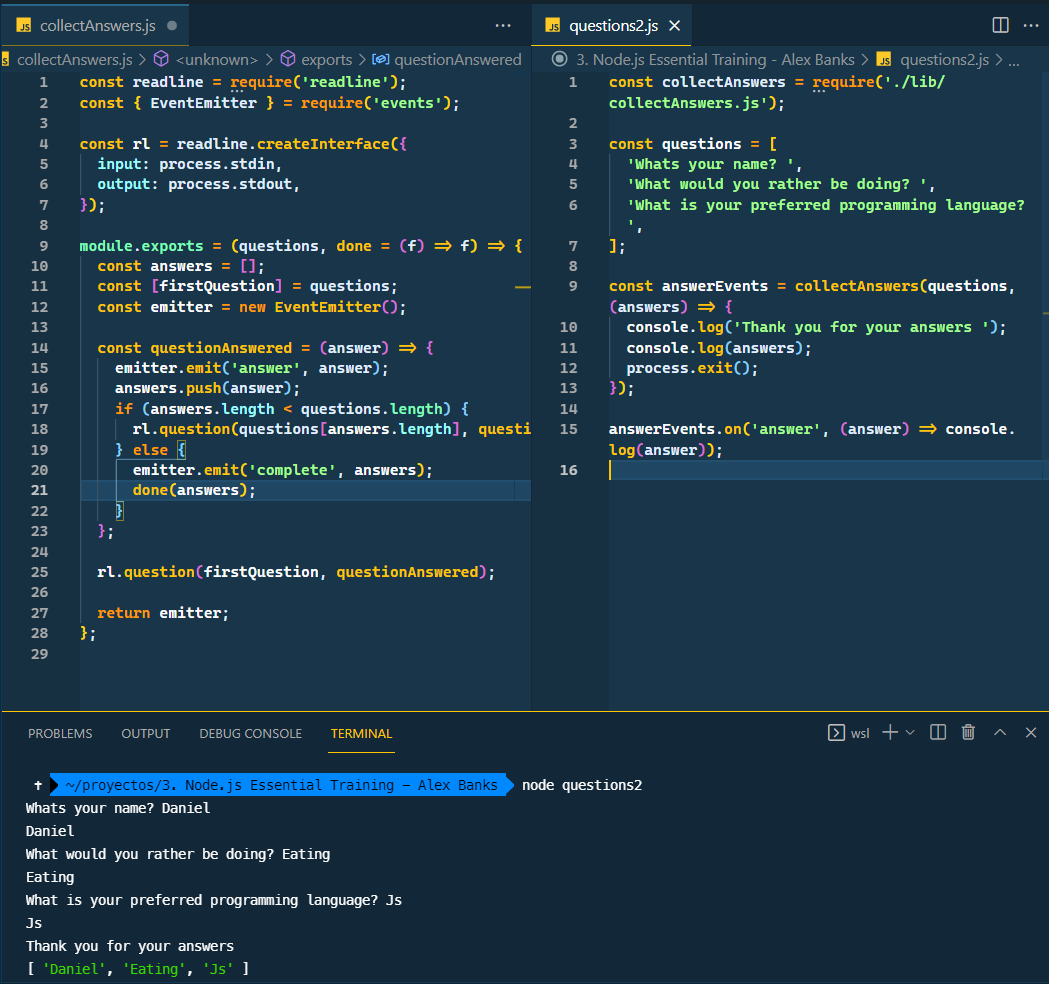 JS collectAnswers.js
collectAnswers.js > <unknown> > exports > questionAnswered
1 const readline = require('readline');
2 const { EventEmitter } = require('events');
3
4 const rl = readline.createInterface({
5 input: process.stdin,
6 output: process.stdout,
7 });
8
9 module.exports = (questions, done = (f) => f) => {
10 const answers = [];
11 const [firstQuestion] = questions;
12 const emitter = new EventEmitter();
13
14 const questionAnswered = (answer) => {
15 emitter.emit('answer', answer);
16 answers.push(answer);
17 if (answers.length < questions.length) {
18 rl.question(questions[answers.length], questi
19 } else {
20 emitter.emit('complete', answers);
21 done(answers);
22 }
23 };
24
25 rl.question(firstQuestion, questionAnswered);
26
27 return emitter;
28 };
29
JS questions2.js
3. Node.js Essential Training - Alex Banks > JS questions2.js > ...
1 const collectAnswers = require('./lib/
collectAnswers.js');
2
3 const questions = [
4 'Whats your name? ',
5 'What would you rather be doing? ',
6 'What is your preferred programming language?
',
7 ];
8
9 const answerEvents = collectAnswers(questions,
(answers) => {
10 console.log('Thank you for your answers ');
11 console.log(answers);
12 process.exit();
13 });
14
15 answerEvents.on('answer', (answer) => console.
log(answer));
16
PROBLEMS OUTPUT DEBUG CONSOLE TERMINAL wsl
~/proyectos/3. Node.js Essential Training – Alex Banks node questions2
Whats your name? Daniel
Daniel
What would you rather be doing? Eating
Eating
What is your preferred programming language? Js
Js
Thank you for your answers
[ 'Daniel', 'Eating', 'Js' ]